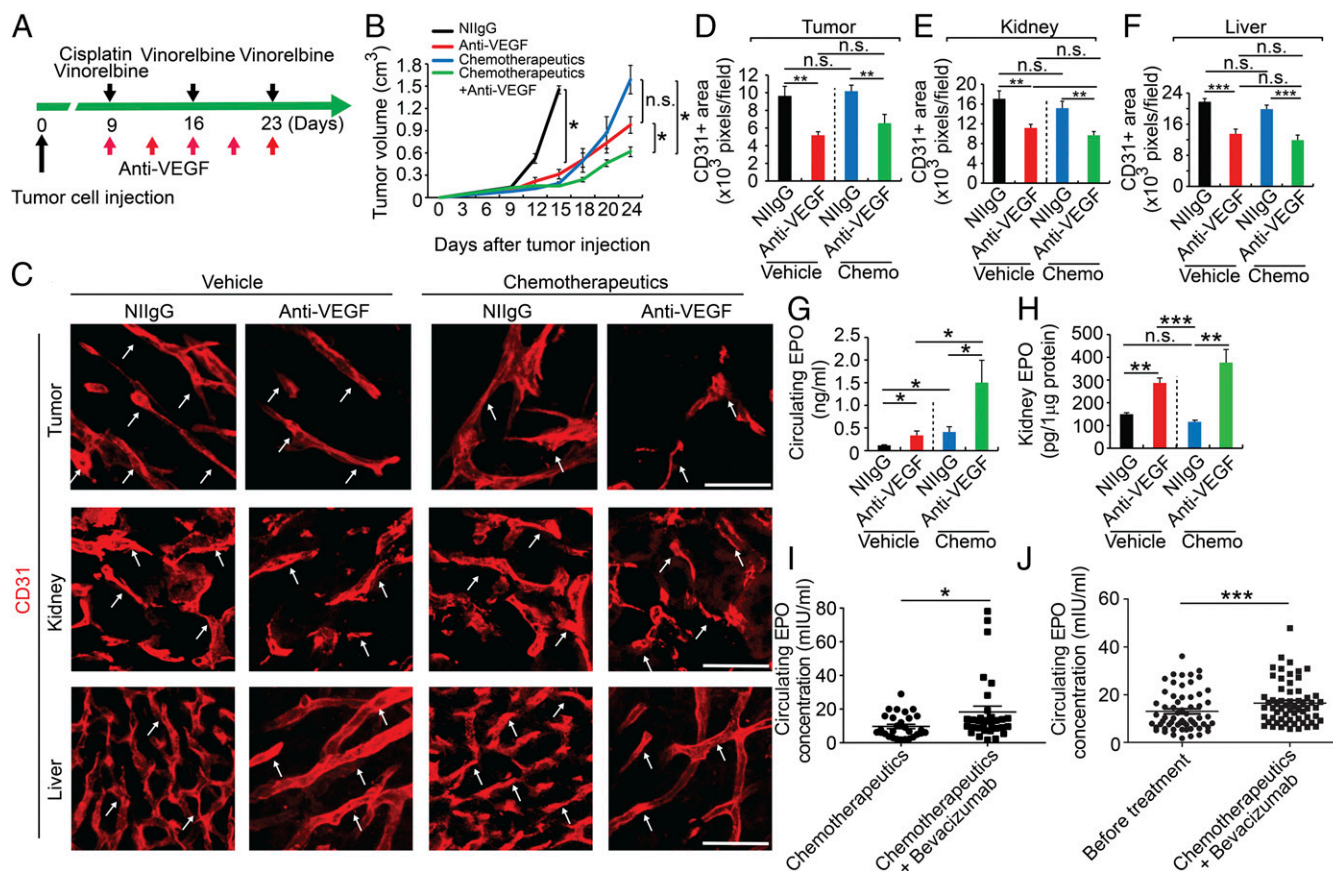 A
Cisplatin
Vinorelbine
Vinorelbine
Vinorelbine
0
9
16
23
(Days)
Anti-VEGF
Tumor cell injection
B
NIIgG
Anti-VEGF
Chemotherapeutics
Chemotherapeutics
+Anti-VEGF
Tumor volume (cm³)
1.8
1.5
1.2
0.9
0.6
0.3
0
*
n.s.
*
*
0 3 6 9 12 15 18 20 24
Days after tumor injection
C
Vehicle
Chemotherapeutics
NIIgG
Anti-VEGF
NIIgG
Anti-VEGF
CD31
Tumor
Kidney
Liver
D
Tumor
n.s.
n.s.
**
**
CD31+ area
(x10³ pixels/field)
12
10
8
6
4
2
0
NIIgG
Anti-VEGF
NIIgG
Anti-VEGF
Vehicle
Chemo
E
Kidney
n.s.
n.s.
**
**
CD31+ area
(x10³ pixels/field)
20
16
12
8
4
0
NIIgG
Anti-VEGF
NIIgG
Anti-VEGF
Vehicle
Chemo
F
Liver
n.s.
n.s.
***
***
CD31+ area
(x10³ pixels/field)
30
25
20
15
10
5
0
NIIgG
Anti-VEGF
NIIgG
Anti-VEGF
Vehicle
Chemo
G
*
*
*
*
Circulating EPO
(ng/ml)
2.5
2.0
1.5
1.0
0.5
0
NIIgG
Anti-VEGF
NIIgG
Anti-VEGF
Vehicle
Chemo
H
***
n.s.
**
**
Kidney EPO
(pg/1µg protein)
500
400
300
200
100
0
NIIgG
Anti-VEGF
NIIgG
Anti-VEGF
Vehicle
Chemo
I
*
Circulating EPO
concentration (mIU/ml)
80
60
40
20
0
Chemotherapeutics
Chemotherapeutics
+ Bevacizumab
J
***
Circulating EPO
concentration (mIU/ml)
60
40
20
0
Before treatment
Chemotherapeutics
+ Bevacizumab